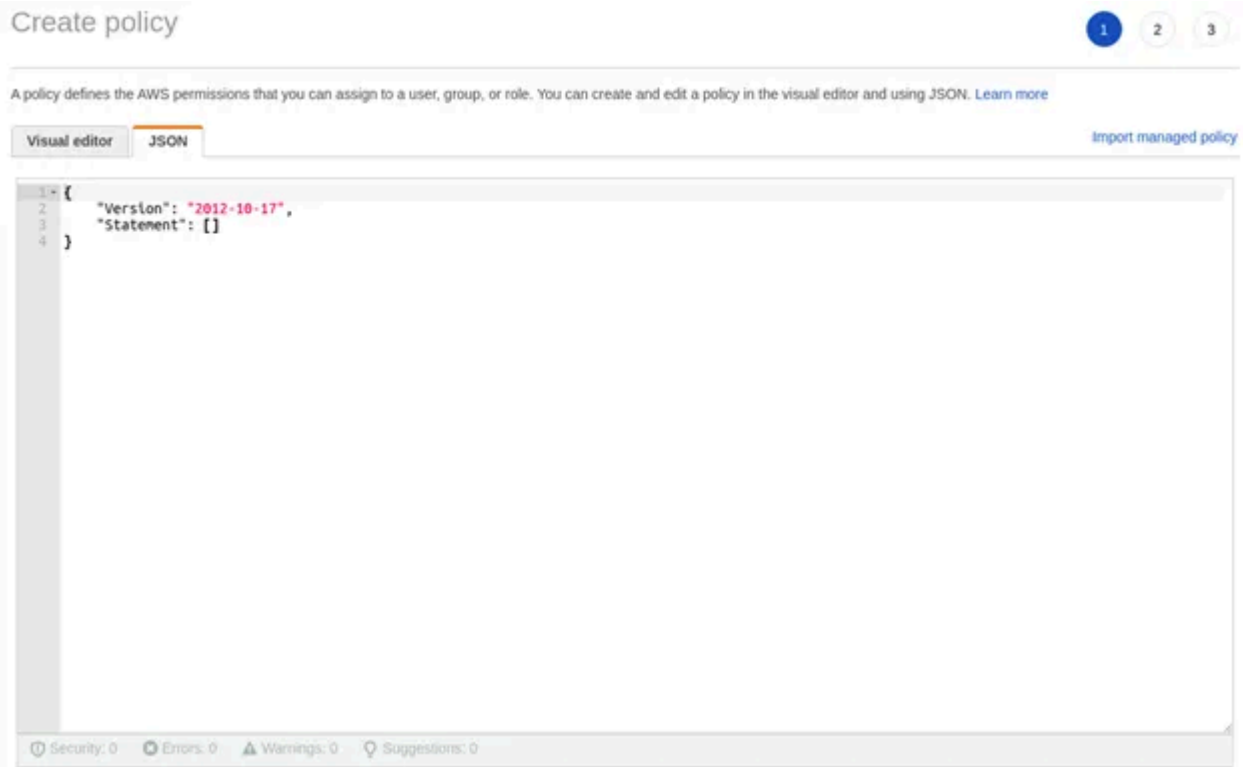 Create policy
1 2 3
A policy defines the AWS permissions that you can assign to a user, group, or role. You can create and edit a policy in the visual editor and using JSON. Learn more
Visual editor JSON Import managed policy
1 {
2 "Version": "2012-10-17",
3 "Statement": []
4 }
Security: 0 Errors: 0 Warnings: 0 Suggestions: 0